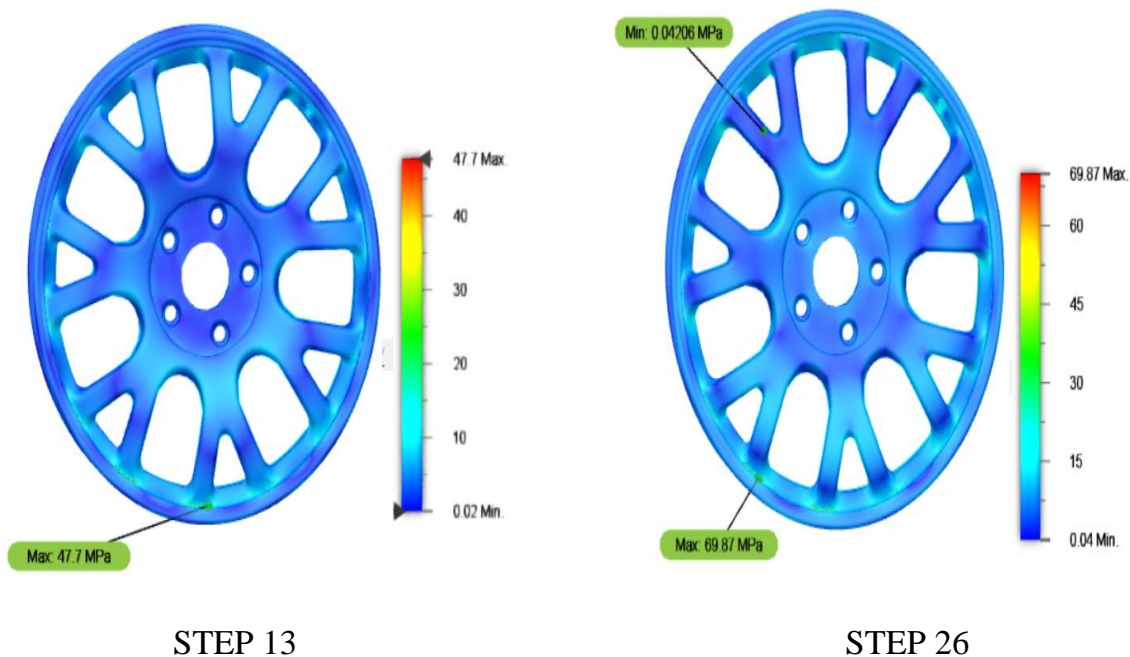 Min: 0.04206 MPa
47.7 Max.
40
30
20
10
0.02 Min.
Max: 47.7 MPa
69.87 Max.
60
45
30
15
0.04 Min.
Max: 69.87 MPa
STEP 13
STEP 26